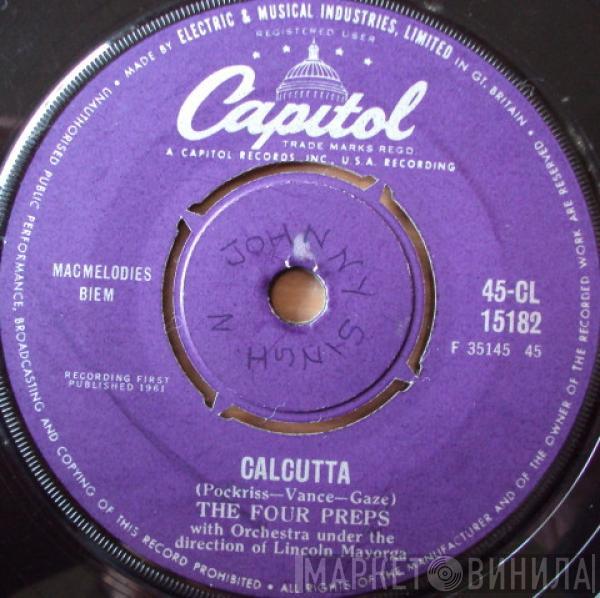 MADE BY ELECTRIC & MUSICAL INDUSTRIES, LIMITED IN GT. BRITAIN • ALL RIGHTS OF THE MANUFACTURER AND OF THE OWNER OF THE RECORDED WORK ARE RESERVED •
UNAUTHORISED PUBLIC PERFORMANCE, BROADCASTING AND COPYING OF THIS RECORD PROHIBITED •
REGISTERED USER
Capitol
TRADE MARKS REGD.
A CAPITOL RECORDS, INC., U.S.A. RECORDING
JOHNNY SINSH
N
MACMELODIES
BIEM
45-CL
15182
F 35145 45
RECORDING FIRST
PUBLISHED 1961
CALCUTTA
(Pockriss—Vance—Gaze)
THE FOUR PREPS
with Orchestra under the
direction of Lincoln Mayorga
МАРКЕТ ВИНИЛА